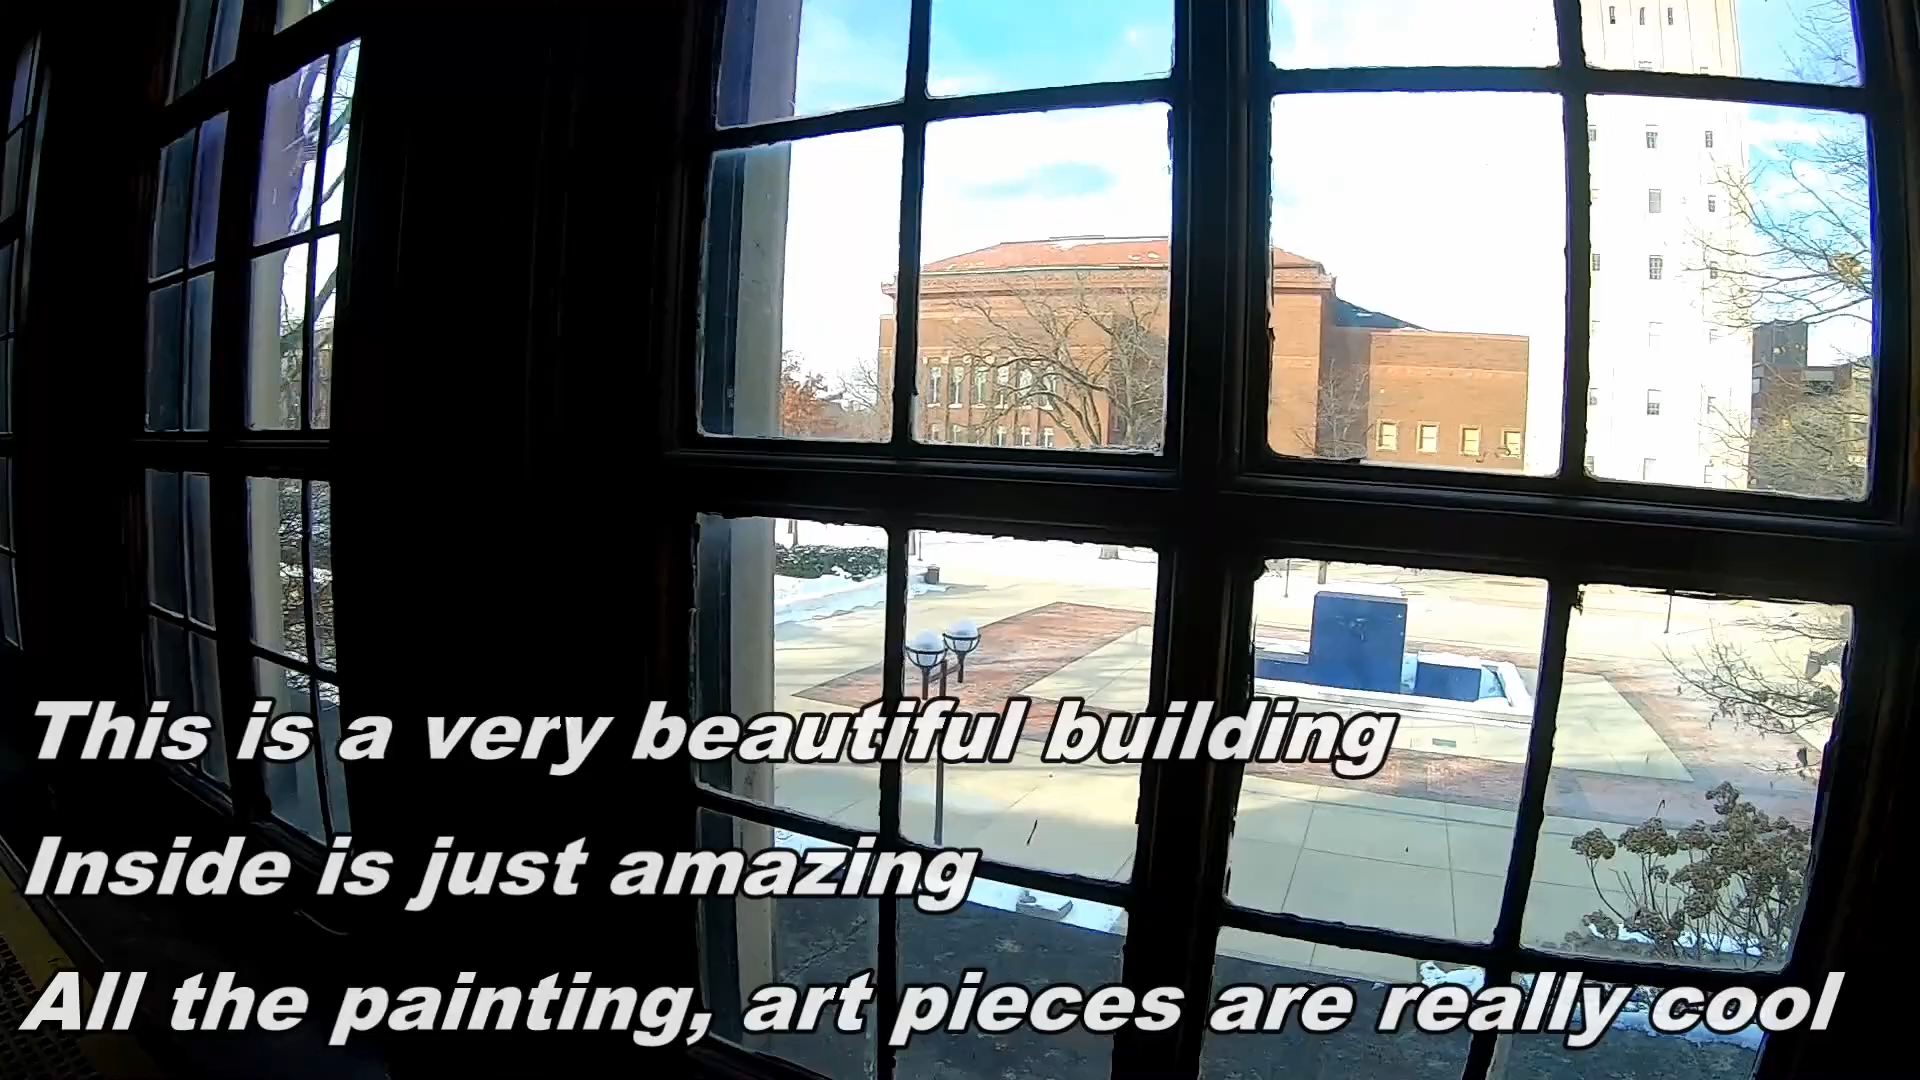 This is a very beautiful building
Inside is just amazing
All the painting, art pieces are really cool